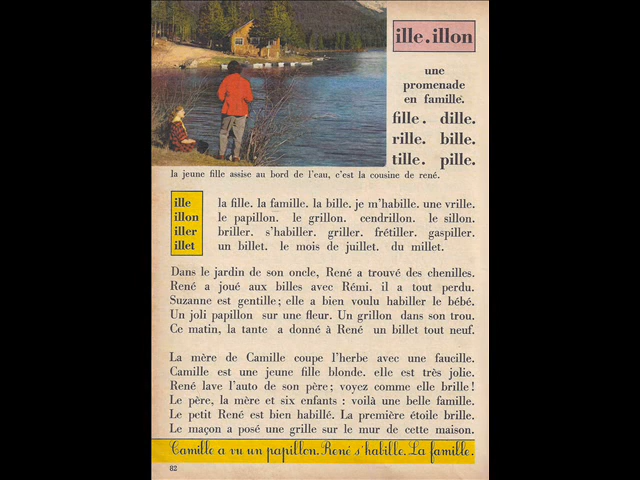 ille.illon
une
promenade
en famille.
fille. dille.
rille. bille.
tille. pille.
la jeune fille assise au bord de l'eau, c'est la cousine de rené.
ille
illon
iller
illet
la fille. la famille. la bille. je m'habille. une vrille.
le papillon. le grillon. cendrillon. le sillon.
briller. s'habiller. griller. frétiller. gaspiller.
un billet. le mois de juillet. du millet.
Dans le jardin de son oncle, René a trouvé des chenilles.
René a joué aux billes avec Rémi. il a tout perdu.
Suzanne est gentille; elle a bien voulu habiller le bébé.
Un joli papillon sur une fleur. Un grillon dans son trou.
Ce matin, la tante a donné à René un billet tout neuf.
La mère de Camille coupe l'herbe avec une faucille.
Camille est une jeune fille blonde. elle est très jolie.
René lave l'auto de son père; voyez comme elle brille!
Le père, la mère et six enfants : voilà une belle famille.
Le petit René est bien habillé. La première étoile brille.
Le maçon a posé une grille sur le mur de cette maison.
Camille a vu un papillon. René s'habille. La famille.
82